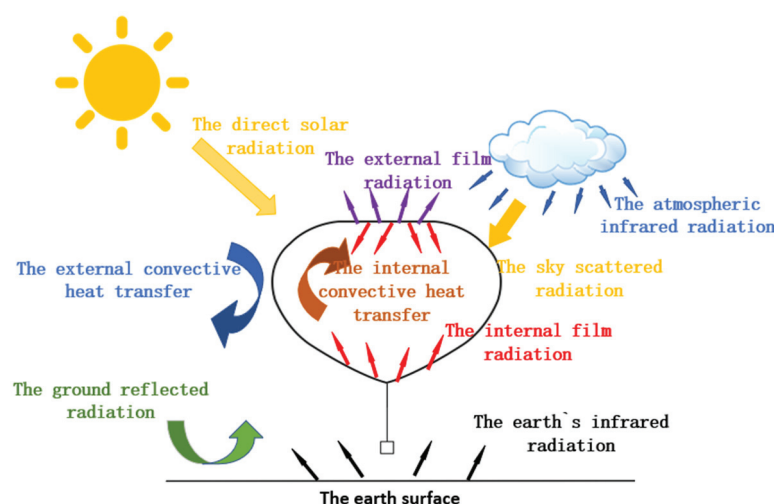 The direct solar
radiation
The external film
radiation
The atmospheric
infrared radiation
The external convective
heat transfer
The internal
convective heat
transfer
The sky scattered
radiation
The internal film
radiation
The ground reflected
radiation
The earth`s infrared
radiation
The earth surface